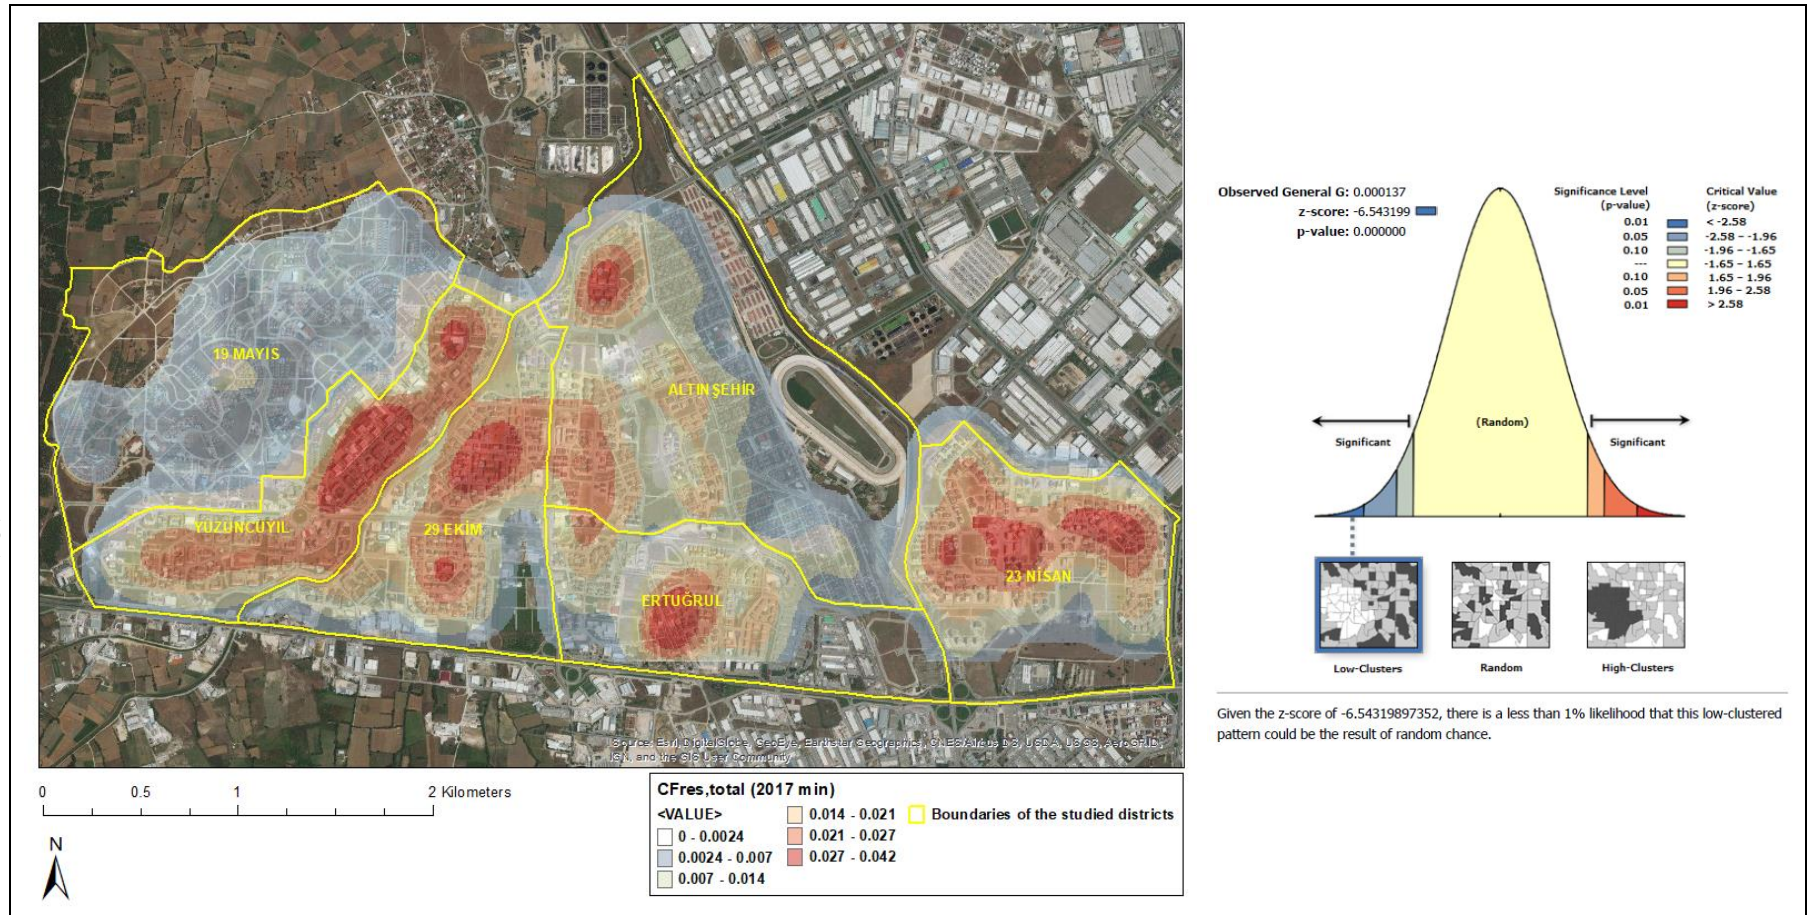 19 MAYIS
ALTINŞEHİR
YÜZÜNCÜYIL
29 EKİM
23 NİSAN
ERTUĞRUL
Source: Esri, DigitalGlobe, GeoEye, Earthstar Geographics, CNES/Airbus DS, USDA, USGS, AeroGRID,
IGN, and the GIS User Community
0 0.5 1 2 Kilometers
N
CFres,total (2017 min)
<VALUE>
0 - 0.0024
0.0024 - 0.007
0.007 - 0.014
0.014 - 0.021
0.021 - 0.027
0.027 - 0.042
Boundaries of the studied districts
Observed General G: 0.000137
z-score: -6.543199
p-value: 0.000000
Significance Level
(p-value)
Critical Value
(z-score)
0.01 < -2.58
0.05 -2.58 – -1.96
0.10 -1.96 – -1.65
--- -1.65 – 1.65
0.10 1.65 – 1.96
0.05 1.96 – 2.58
0.01 > 2.58
(Random)
Significant
Significant
Low-Clusters
Random
High-Clusters
Given the z-score of -6.54319897352, there is a less than 1% likelihood that this low-clustered
pattern could be the result of random chance.